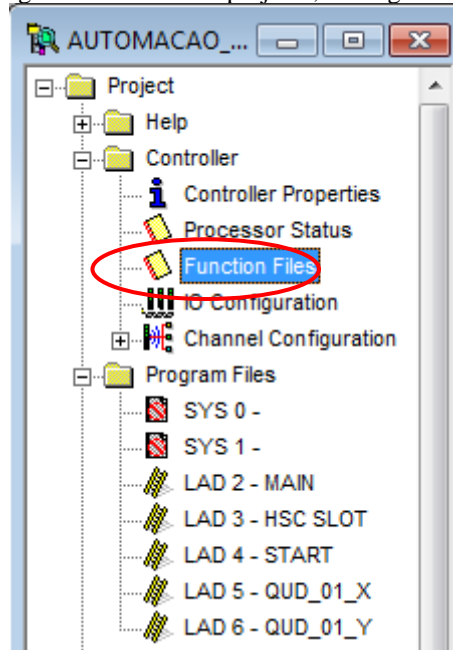 AUTOMACAO_...
Project
Help
Controller
Controller Properties
Processor Status
Function Files
IO Configuration
Channel Configuration
Program Files
SYS 0 -
SYS 1 -
LAD 2 - MAIN
LAD 3 - HSC SLOT
LAD 4 - START
LAD 5 - QUD_01_X
LAD 6 - QUD_01_Y